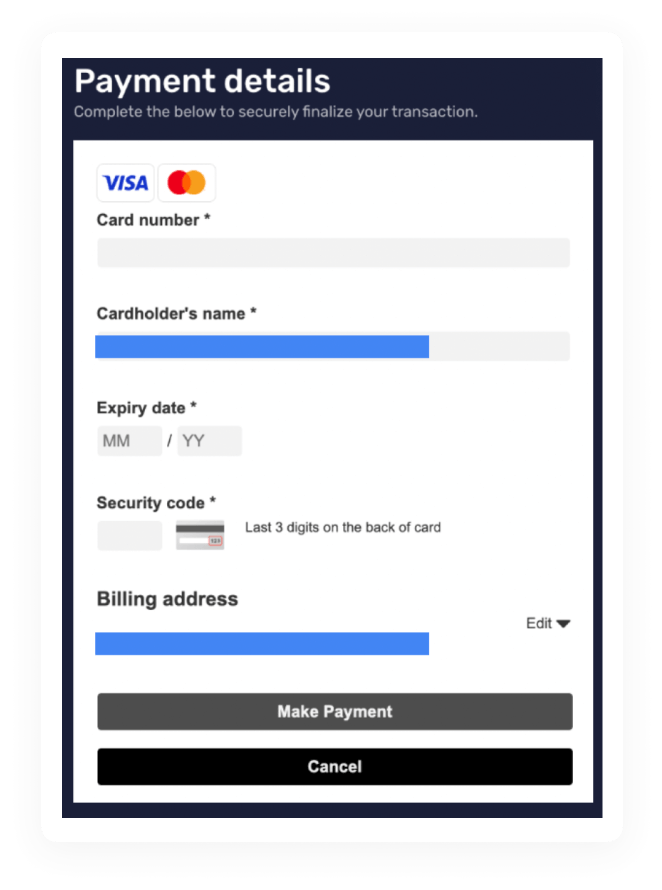 Payment details
Complete the below to securely finalize your transaction.
VISA
Card number *
Cardholder's name *
Expiry date *
MM / YY
Security code *
Last 3 digits on the back of card
Billing address
Edit
Make Payment
Cancel